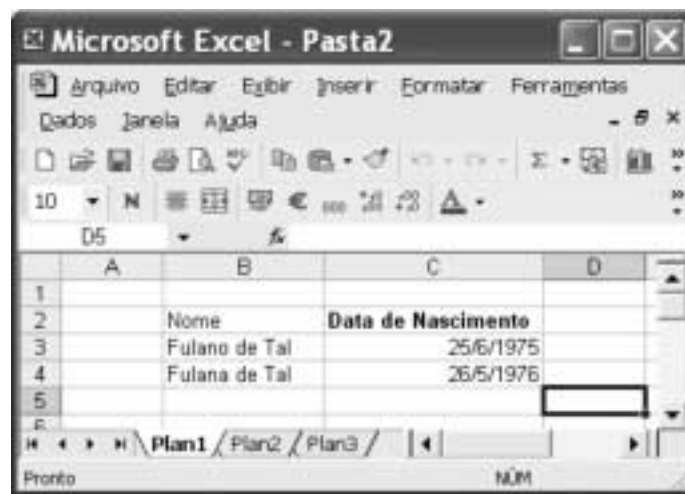 Microsoft Excel - Pasta2
Arquivo Editar Exibir Inserir Formatar Ferramentas
Dados Janela Ajuda
10 N € 000
D5 fx
A B C D
1
2 Nome Data de Nascimento
3 Fulano de Tal 25/6/1975
4 Fulana de Tal 26/5/1976
5
6
Plan1 / Plan2 / Plan3 /
Pronto NÚM